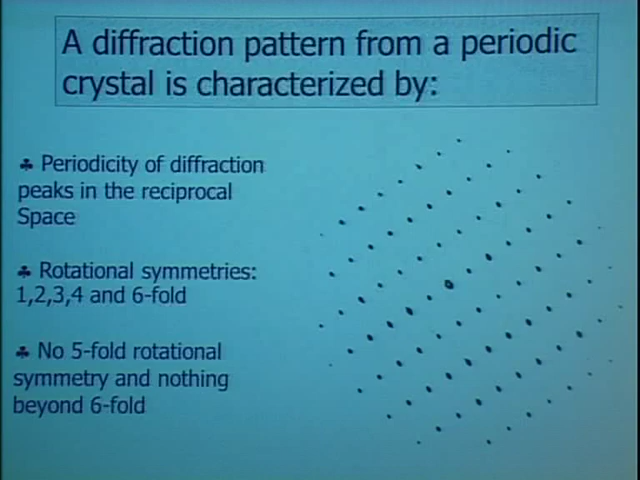 A diffraction pattern from a periodic
crystal is characterized by:
♣ Periodicity of diffraction
peaks in the reciprocal
Space
♣ Rotational symmetries:
1,2,3,4 and 6-fold
♣ No 5-fold rotational
symmetry and nothing
beyond 6-fold